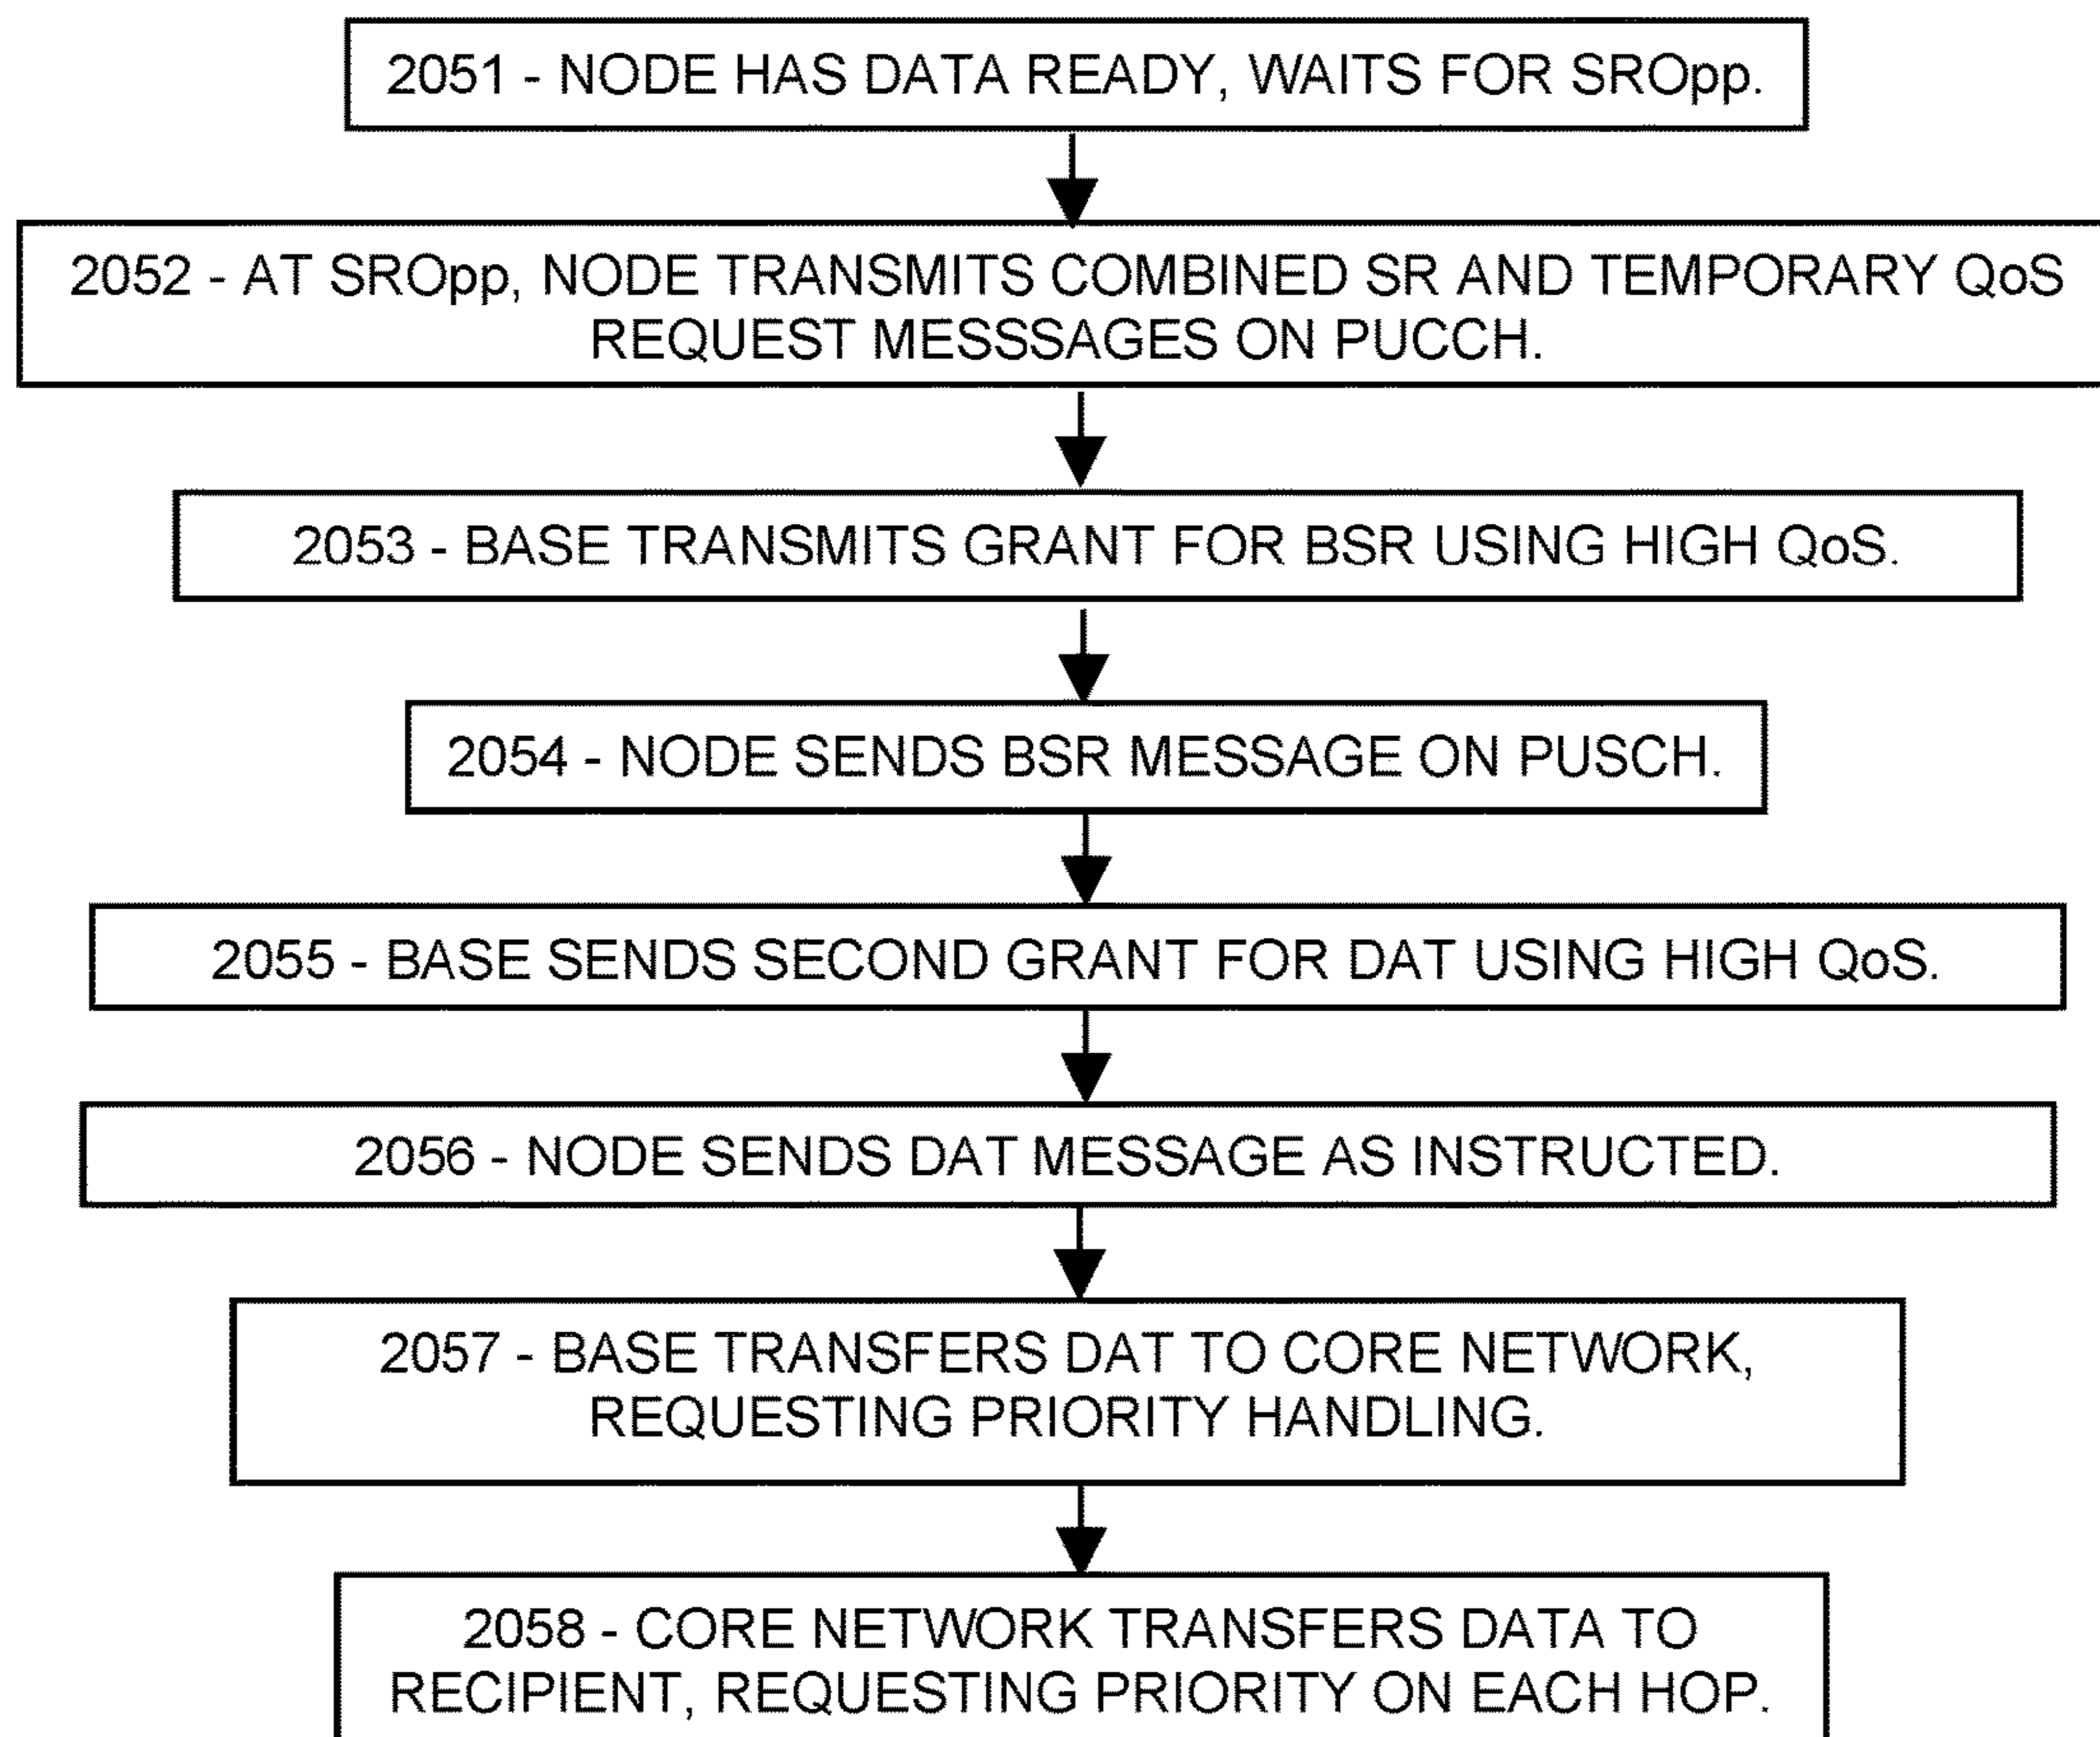 2051 - NODE HAS DATA READY, WAITS FOR SROpp.
2052 - AT SROpp, NODE TRANSMITS COMBINED SR AND TEMPORARY QoS
REQUEST MESSSAGES ON PUCCH.
2053 - BASE TRANSMITS GRANT FOR BSR USING HIGH QoS.
2054 - NODE SENDS BSR MESSAGE ON PUSCH.
2055 - BASE SENDS SECOND GRANT FOR DAT USING HIGH QoS.
2056 - NODE SENDS DAT MESSAGE AS INSTRUCTED.
2057 - BASE TRANSFERS DAT TO CORE NETWORK,
REQUESTING PRIORITY HANDLING.
2058 - CORE NETWORK TRANSFERS DATA TO
RECIPIENT, REQUESTING PRIORITY ON EACH HOP.